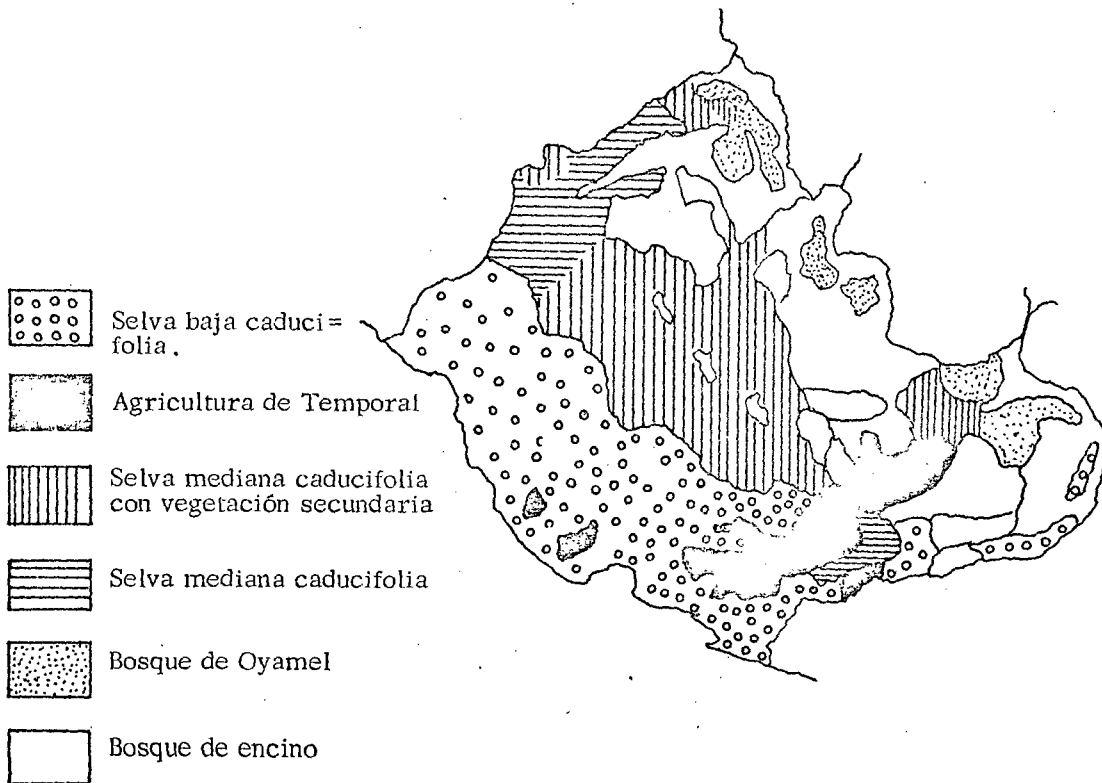 Selva baja caduci=
folia.
Agricultura de Temporal
Selva mediana caducifolia
con vegetación secundaria
Selva mediana caducifolia
Bosque de Oyamel
Bosque de encino